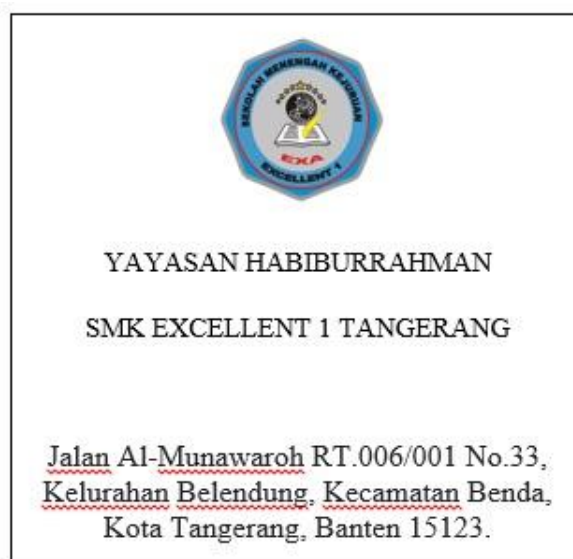 SEKOLAH MENENGAH KEJURUAN
EXA
EXCELLENT 1
YAYASAN HABIBURRAHMAN
SMK EXCELLENT 1 TANGERANG
Jalan Al-Munawaroh RT.006/001 No.33,
Kelurahan Belendung, Kecamatan Benda,
Kota Tangerang, Banten 15123.